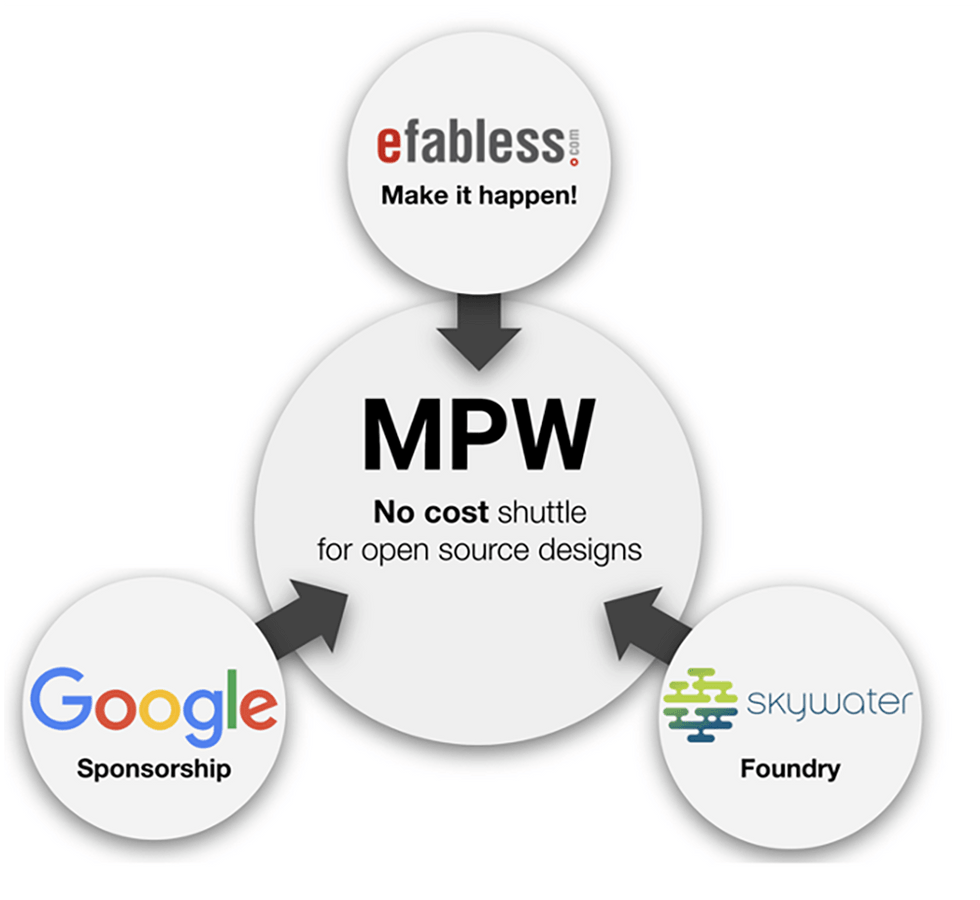 efabless.com
Make it happen!
MPW
No cost shuttle
for open source designs
Google
Sponsorship
skywater
Foundry